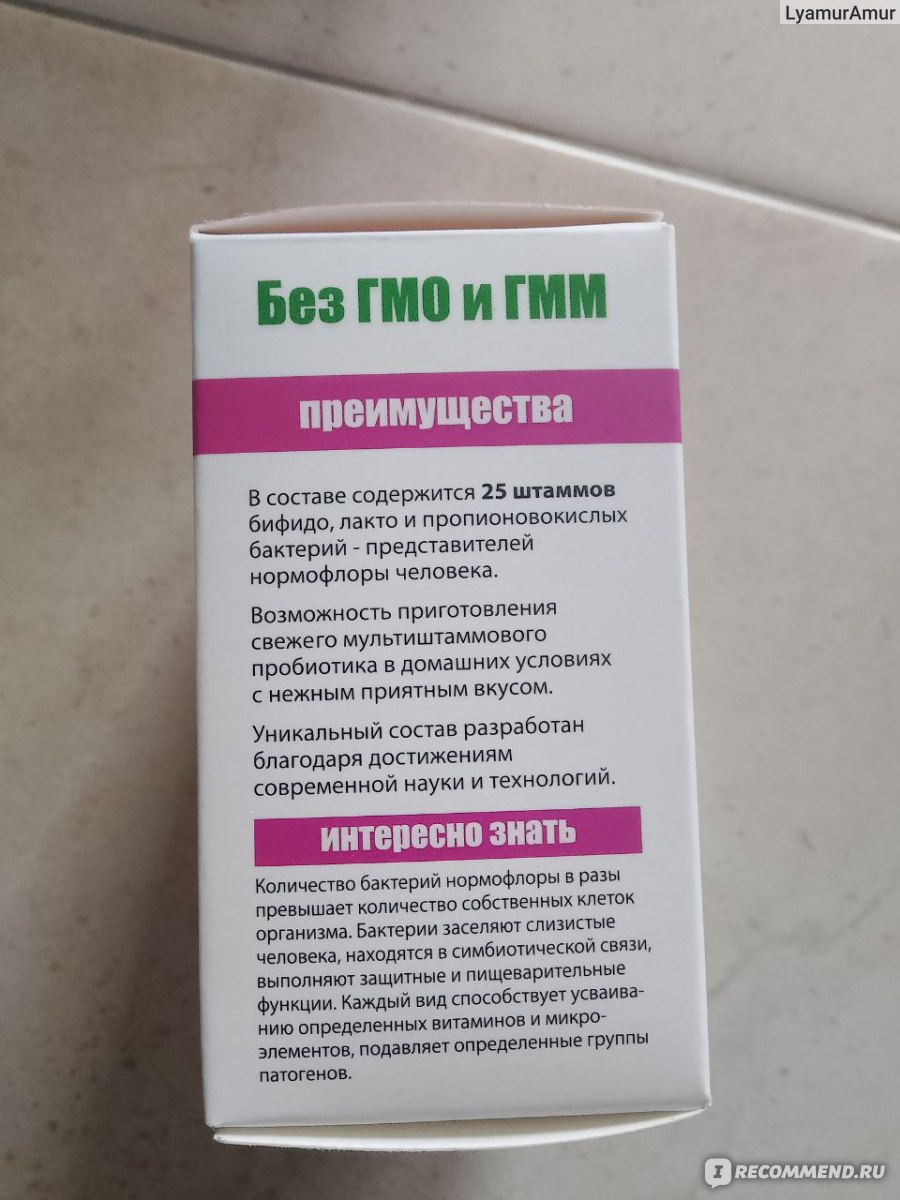 LyamurAmur
Без ГМО и ГММ
преимущества
В составе содержится 25 штаммов
бифидо, лакто и пропионовокислых
бактерий - представителей
нормофлоры человека.
Возможность приготовления
свежего мультиштаммового
пробиотика в домашних условиях
с нежным приятным вкусом.
Уникальный состав разработан
благодаря достижениям
современной науки и технологий.
интересно знать
Количество бактерий нормофлоры в разы
превышает количество собственных клеток
организма. Бактерии заселяют слизистые
человека, находятся в симбиотической связи,
выполняют защитные и пищеварительные
функции. Каждый вид способствует усваива-
нию определенных витаминов и микро-
элементов, подавляет определенные группы
патогенов.
IRECOMMEND.RU